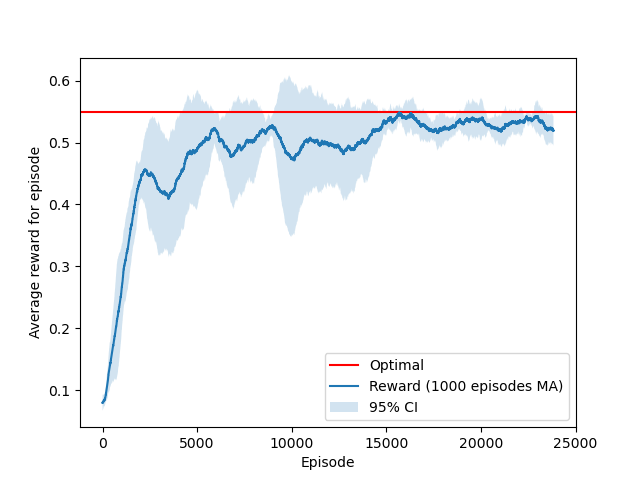 0.6
0.5
0.4
0.3
0.2
0.1
Average reward for episode
Optimal
Reward (1000 episodes MA)
95% CI
0 5000 10000 15000 20000 25000
Episode